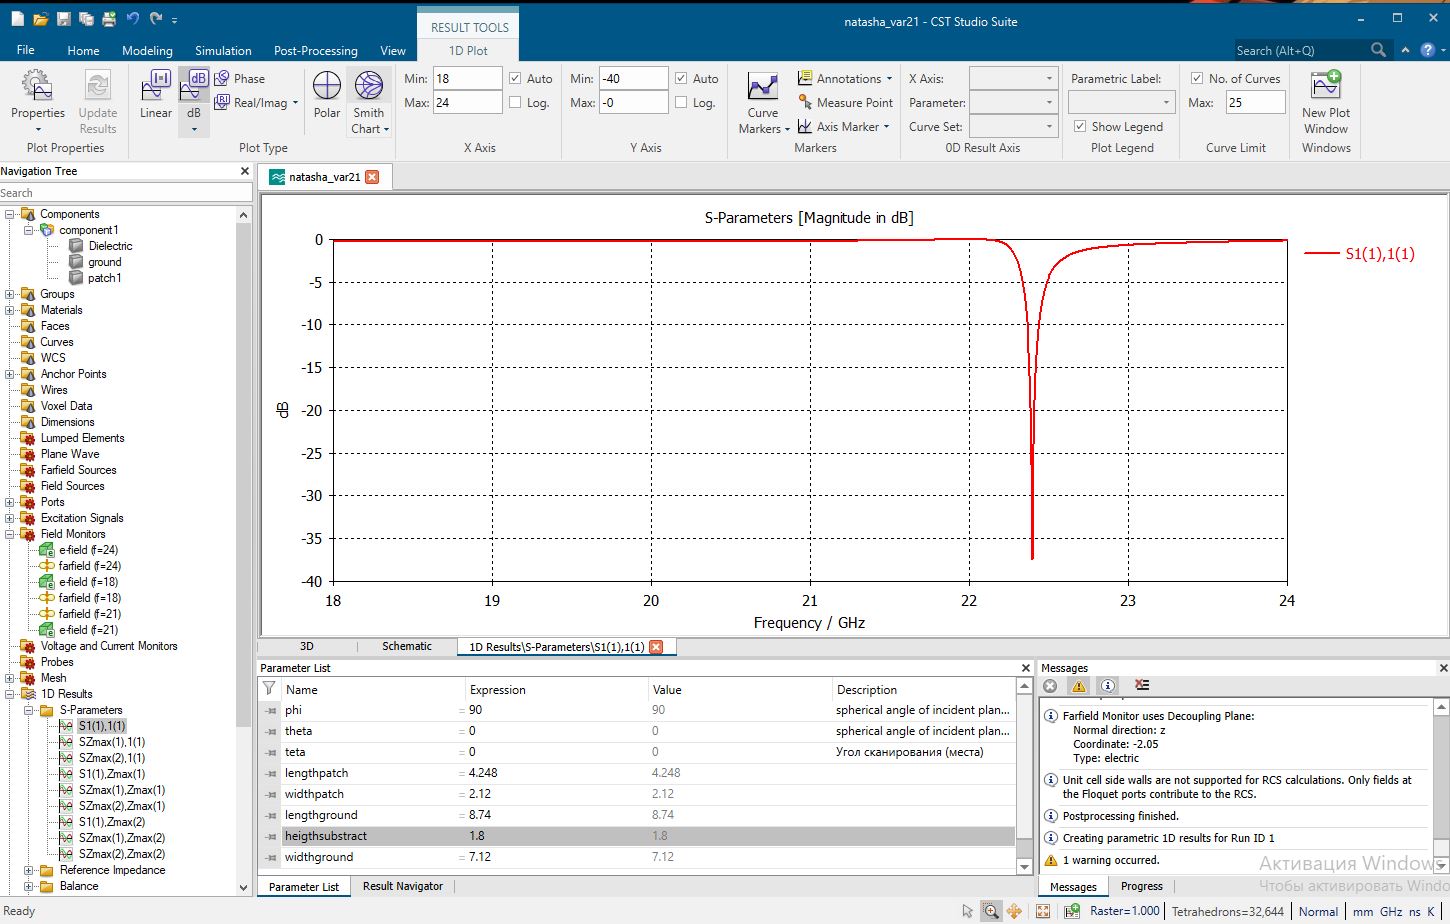 natasha_var21 - CST Studio Suite
RESULT TOOLS
File Home Modeling Simulation Post-Processing View 1D Plot
Search (Alt+Q)
Properties
Update Results
Plot Properties
Linear
dB
Phase
Real/Imag
Polar
Smith Chart
Plot Type
Min: 18 Auto
Max: 24 Log.
X Axis
Min: -40 Auto
Max: -0 Log.
Y Axis
Curve Markers
Annotations
Measure Point
Axis Marker
Markers
X Axis:
Parameter:
Curve Set:
0D Result Axis
Parametric Label:
Show Legend
Plot Legend
No. of Curves
Max: 25
Curve Limit
New Plot Window
Windows
Navigation Tree
Search
Components
component1
Dielectric
ground
patch1
Groups
Materials
Faces
Curves
WCS
Anchor Points
Wires
Voxel Data
Dimensions
Lumped Elements
Plane Wave
Farfield Sources
Field Sources
Ports
Excitation Signals
Field Monitors
e-field (f=24)
farfield (f=24)
e-field (f=18)
farfield (f=18)
farfield (f=21)
e-field (f=21)
Voltage and Current Monitors
Probes
Mesh
1D Results
S-Parameters
S1(1),1(1)
SZmax(1),1(1)
SZmax(2),1(1)
S1(1),Zmax(1)
SZmax(1),Zmax(1)
SZmax(2),Zmax(1)
S1(1),Zmax(2)
SZmax(1),Zmax(2)
SZmax(2),Zmax(2)
Reference Impedance
Balance
natasha_var21
S-Parameters [Magnitude in dB]
S1(1),1(1)
0
-5
-10
-15
-20
-25
-30
-35
-40
dB
18 19 20 21 22 23 24
Frequency / GHz
3D Schematic 1D Results\S-Parameters\S1(1),1(1)
Parameter List
Name Expression Value Description
phi = 90 90 spherical angle of incident plan...
theta = 0 0 spherical angle of incident plan...
teta = 0 0 Угол сканирования (места)
lengthpatch = 4.248 4.248
widthpatch = 2.12 2.12
lengthground = 8.74 8.74
heigthsubstract = 1.8 1.8
widthground = 7.12 7.12
Parameter List Result Navigator
Messages
Farfield Monitor uses Decoupling Plane:
Normal direction: z
Coordinate: -2.05
Type: electric
Unit cell side walls are not supported for RCS calculations. Only fields at
the Floquet ports contribute to the RCS.
Postprocessing finished.
Creating parametric 1D results for Run ID 1
1 warning occurred.
Активация Windows
Чтобы активировать Windo
Messages Progress
Ready
Raster=1.000 Tetrahedrons=32,644 Normal mm GHz ns K